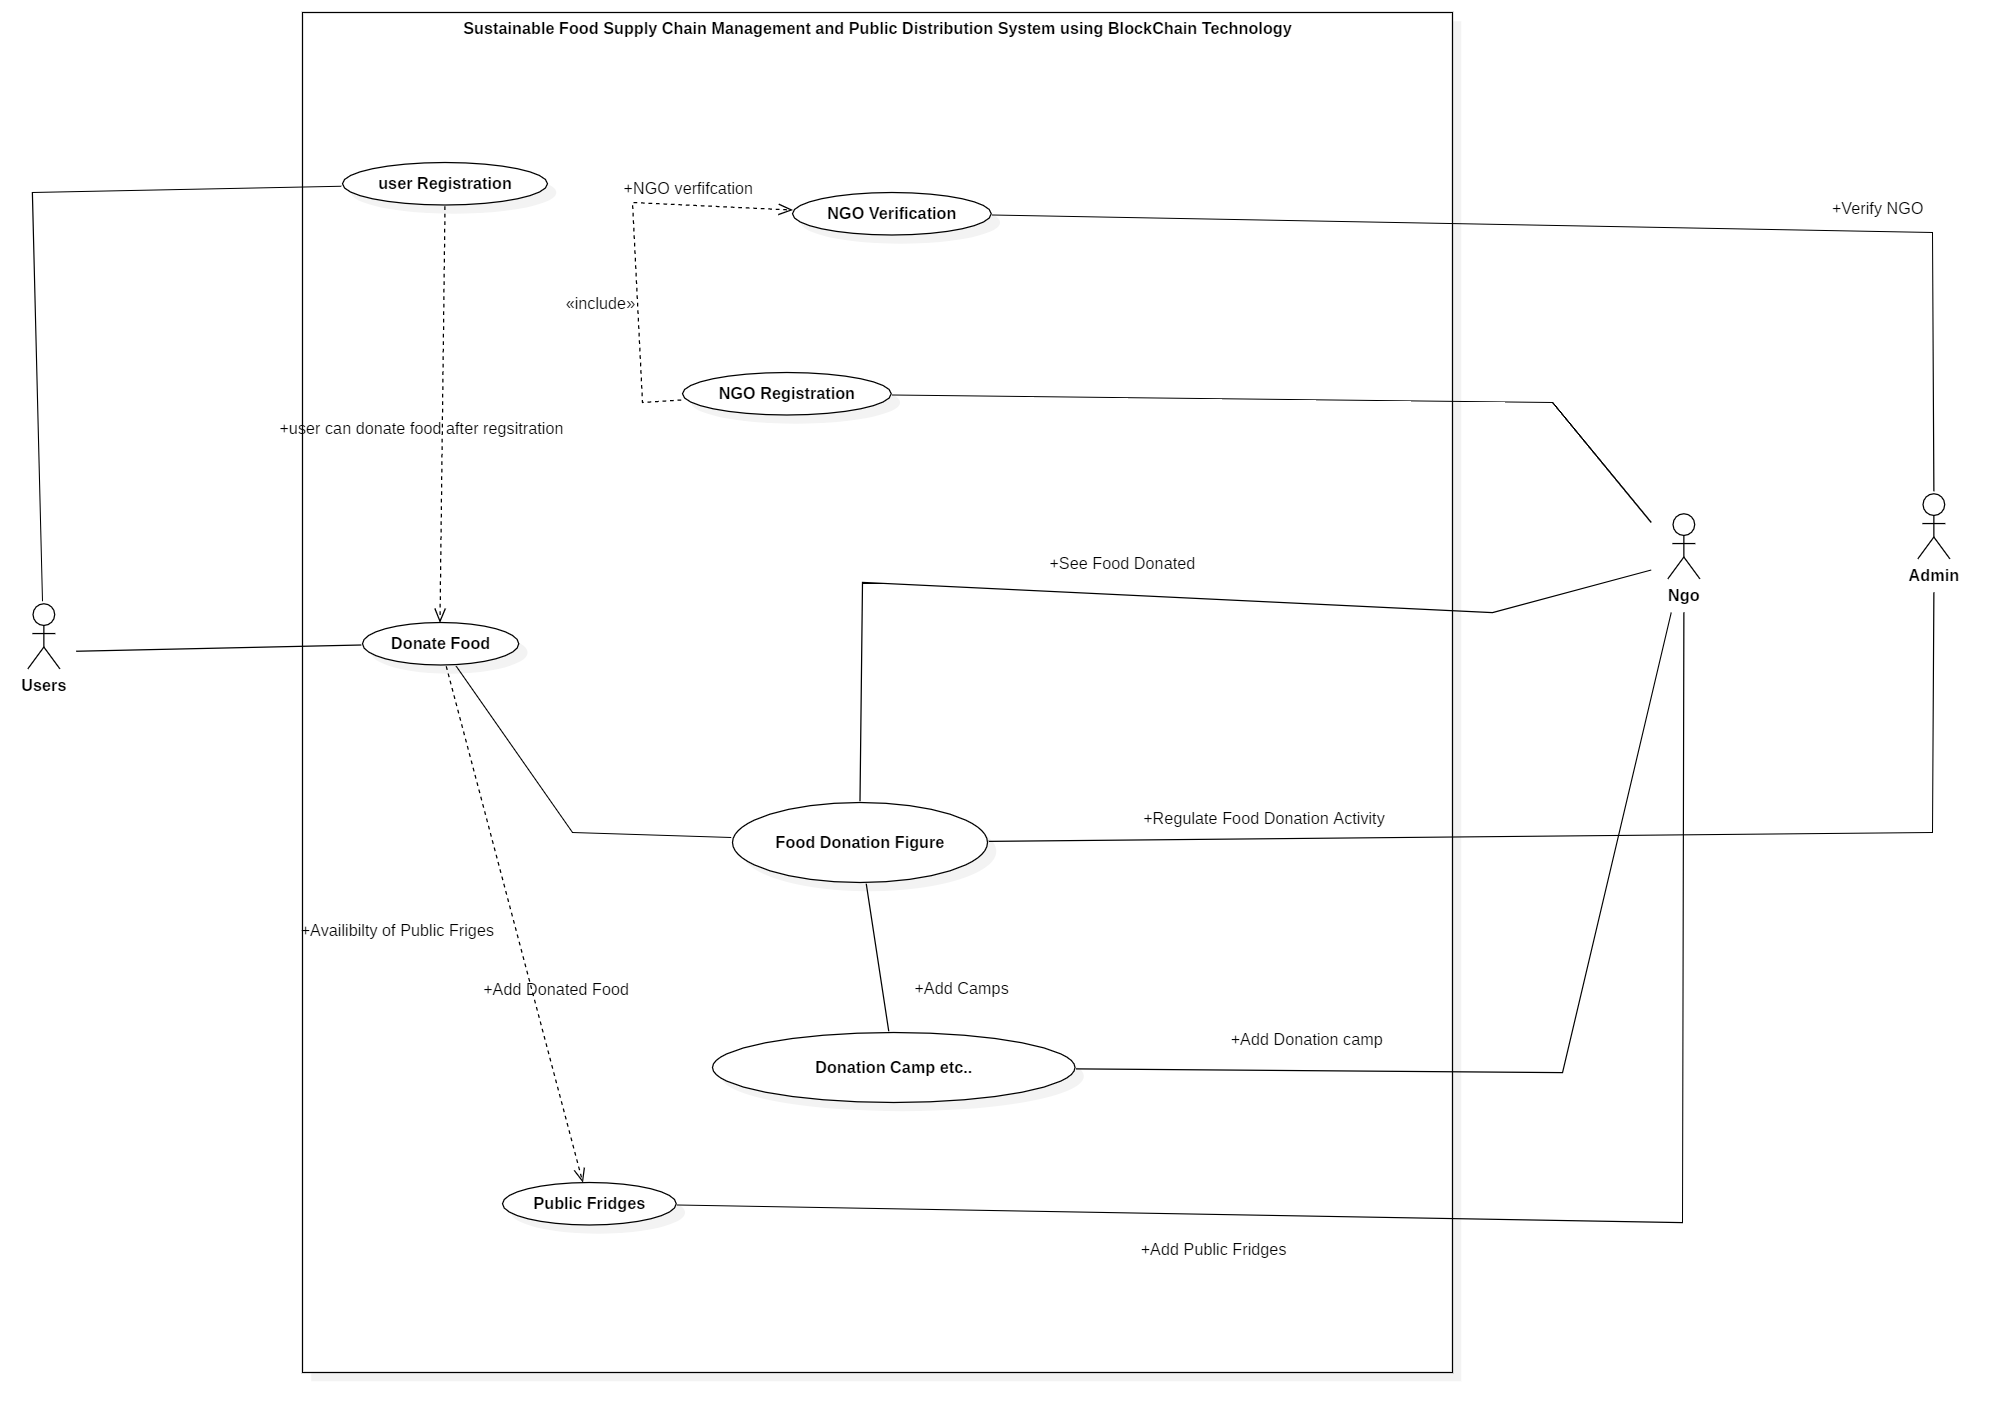 Sustainable Food Supply Chain Management and Public Distribution System using BlockChain Technology
user Registration
+NGO verfifcation
NGO Verification
+Verify NGO
«include»
NGO Registration
+user can donate food after regsitration
+See Food Donated
Admin
Ngo
Donate Food
Users
+Regulate Food Donation Activity
Food Donation Figure
+Availibilty of Public Friges
+Add Donated Food
+Add Camps
+Add Donation camp
Donation Camp etc..
Public Fridges
+Add Public Fridges